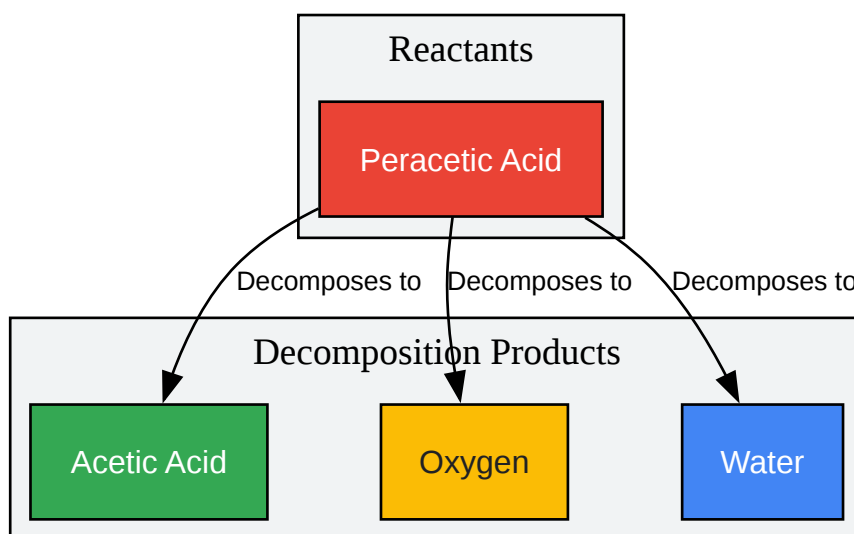 Reactants
Peracetic Acid
Decomposes to
Decomposes to
Decomposes to
Decomposition Products
Acetic Acid
Oxygen
Water